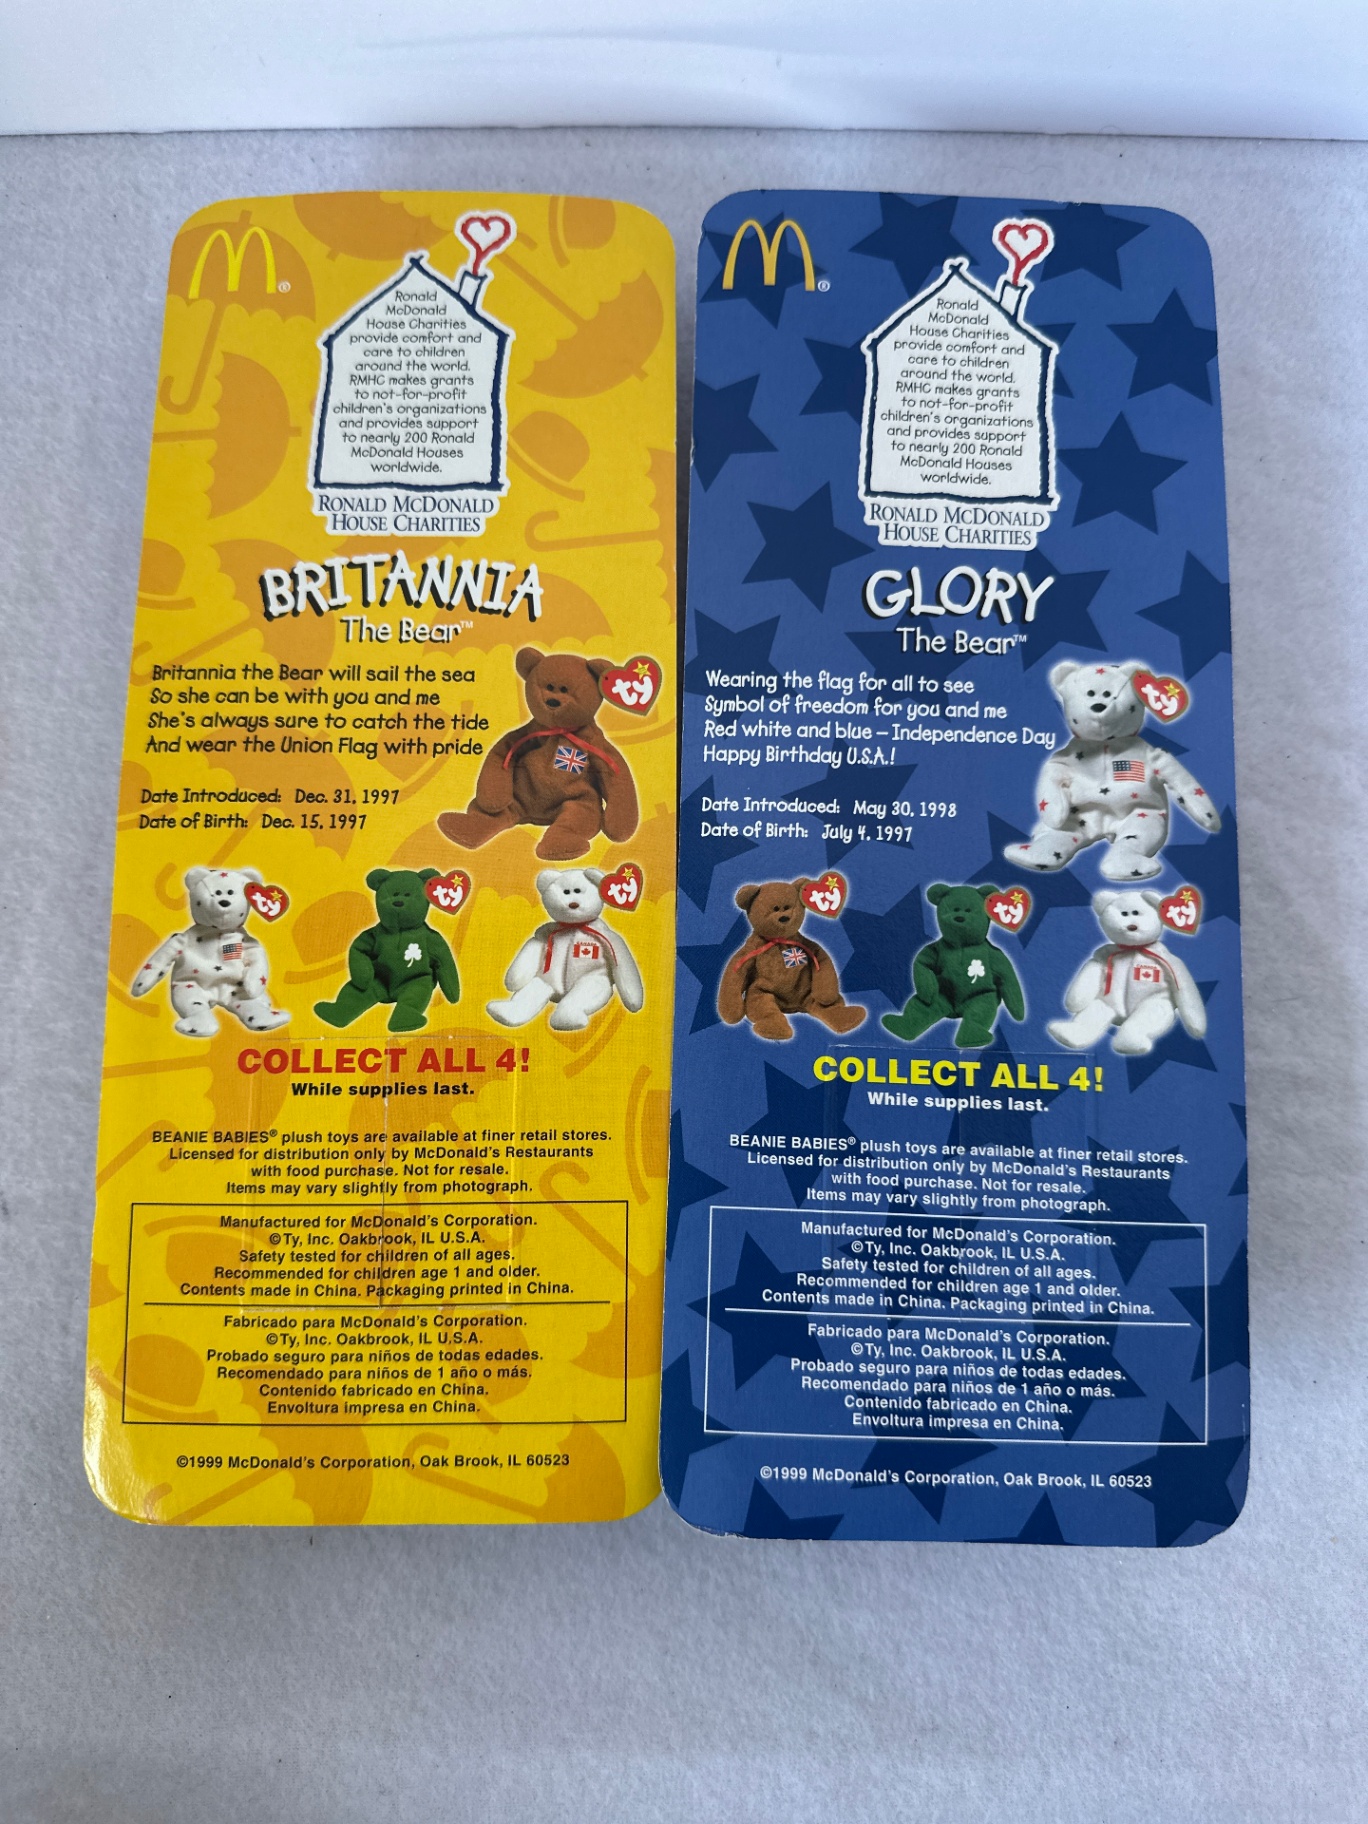 M®
Ronald
McDonald
House Charities
provide comfort and
care to children
around the world.
RMHC makes grants
to not-for-profit
children's organizations
and provides support
to nearly 200 Ronald
McDonald Houses
worldwide.
RONALD MCDONALD
HOUSE CHARITIES
BRITANNIA
The Bear™
Britannia the Bear will sail the sea
So she can be with you and me
She's always sure to catch the tide
And wear the Union Flag with pride
ty
Date Introduced: Dec. 31, 1997
Date of Birth: Dec. 15, 1997
ty
ty
ty
CANADA
COLLECT ALL 4!
While supplies last.
BEANIE BABIES® plush toys are available at finer retail stores.
Licensed for distribution only by McDonald's Restaurants
with food purchase. Not for resale.
Items may vary slightly from photograph.
Manufactured for McDonald's Corporation.
©Ty, Inc. Oakbrook, IL U.S.A.
Safety tested for children of all ages.
Recommended for children age 1 and older.
Contents made in China. Packaging printed in China.
Fabricado para McDonald's Corporation.
©Ty, Inc. Oakbrook, IL U.S.A.
Probado seguro para niños de todas edades.
Recomendado para niños de 1 año o más.
Contenido fabricado en China.
Envoltura impresa en China.
©1999 McDonald's Corporation, Oak Brook, IL 60523
M®
Ronald
McDonald
House Charities
provide comfort and
care to children
around the world.
RMHC makes grants
to not-for-profit
children's organizations
and provides support
to nearly 200 Ronald
McDonald Houses
worldwide.
RONALD MCDONALD
HOUSE CHARITIES
GLORY
The Bear™
Wearing the flag for all to see
Symbol of freedom for you and me
Red white and blue – Independence Day
Happy Birthday U.S.A.!
ty
Date Introduced: May 30, 1998
Date of Birth: July 4, 1997
ty
ty
ty
CANADA
COLLECT ALL 4!
While supplies last.
BEANIE BABIES® plush toys are available at finer retail stores.
Licensed for distribution only by McDonald's Restaurants
with food purchase. Not for resale.
Items may vary slightly from photograph.
Manufactured for McDonald's Corporation.
©Ty, Inc. Oakbrook, IL U.S.A.
Safety tested for children of all ages.
Recommended for children age 1 and older.
Contents made in China. Packaging printed in China.
Fabricado para McDonald's Corporation.
©Ty, Inc. Oakbrook, IL U.S.A.
Probado seguro para niños de todas edades.
Recomendado para niños de 1 año o más.
Contenido fabricado en China.
Envoltura impresa en China.
©1999 McDonald's Corporation, Oak Brook, IL 60523